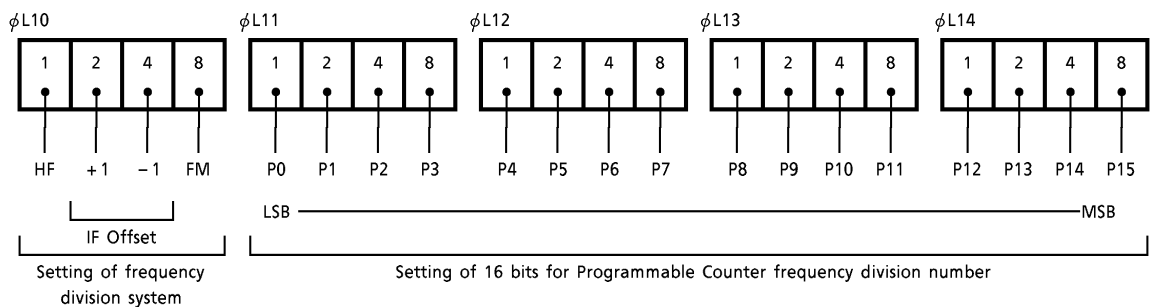 ϕL10 ϕL11 ϕL12 ϕL13 ϕL14
1 2 4 8 1 2 4 8 1 2 4 8 1 2 4 8 1 2 4 8
HF +1 −1 FM P0 P1 P2 P3 P4 P5 P6 P7 P8 P9 P10 P11 P12 P13 P14 P15
LSB MSB
IF Offset
Setting of frequency
division system
Setting of 16 bits for Programmable Counter frequency division number